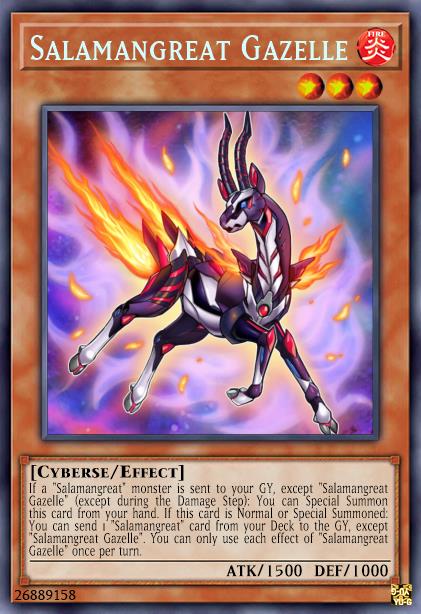 SALAMANGREAT GAZELLE
FIRE
炎
[CYBERSE/EFFECT]
If a "Salamangreat" monster is sent to your GY, except "Salamangreat
Gazelle" (except during the Damage Step): You can Special Summon
this card from your hand. If this card is Normal or Special Summoned:
You can send 1 "Salamangreat" card from your Deck to the GY, except
"Salamangreat Gazelle". You can only use each effect of "Salamangreat
Gazelle" once per turn.
ATK/1500 DEF/1000
26889158